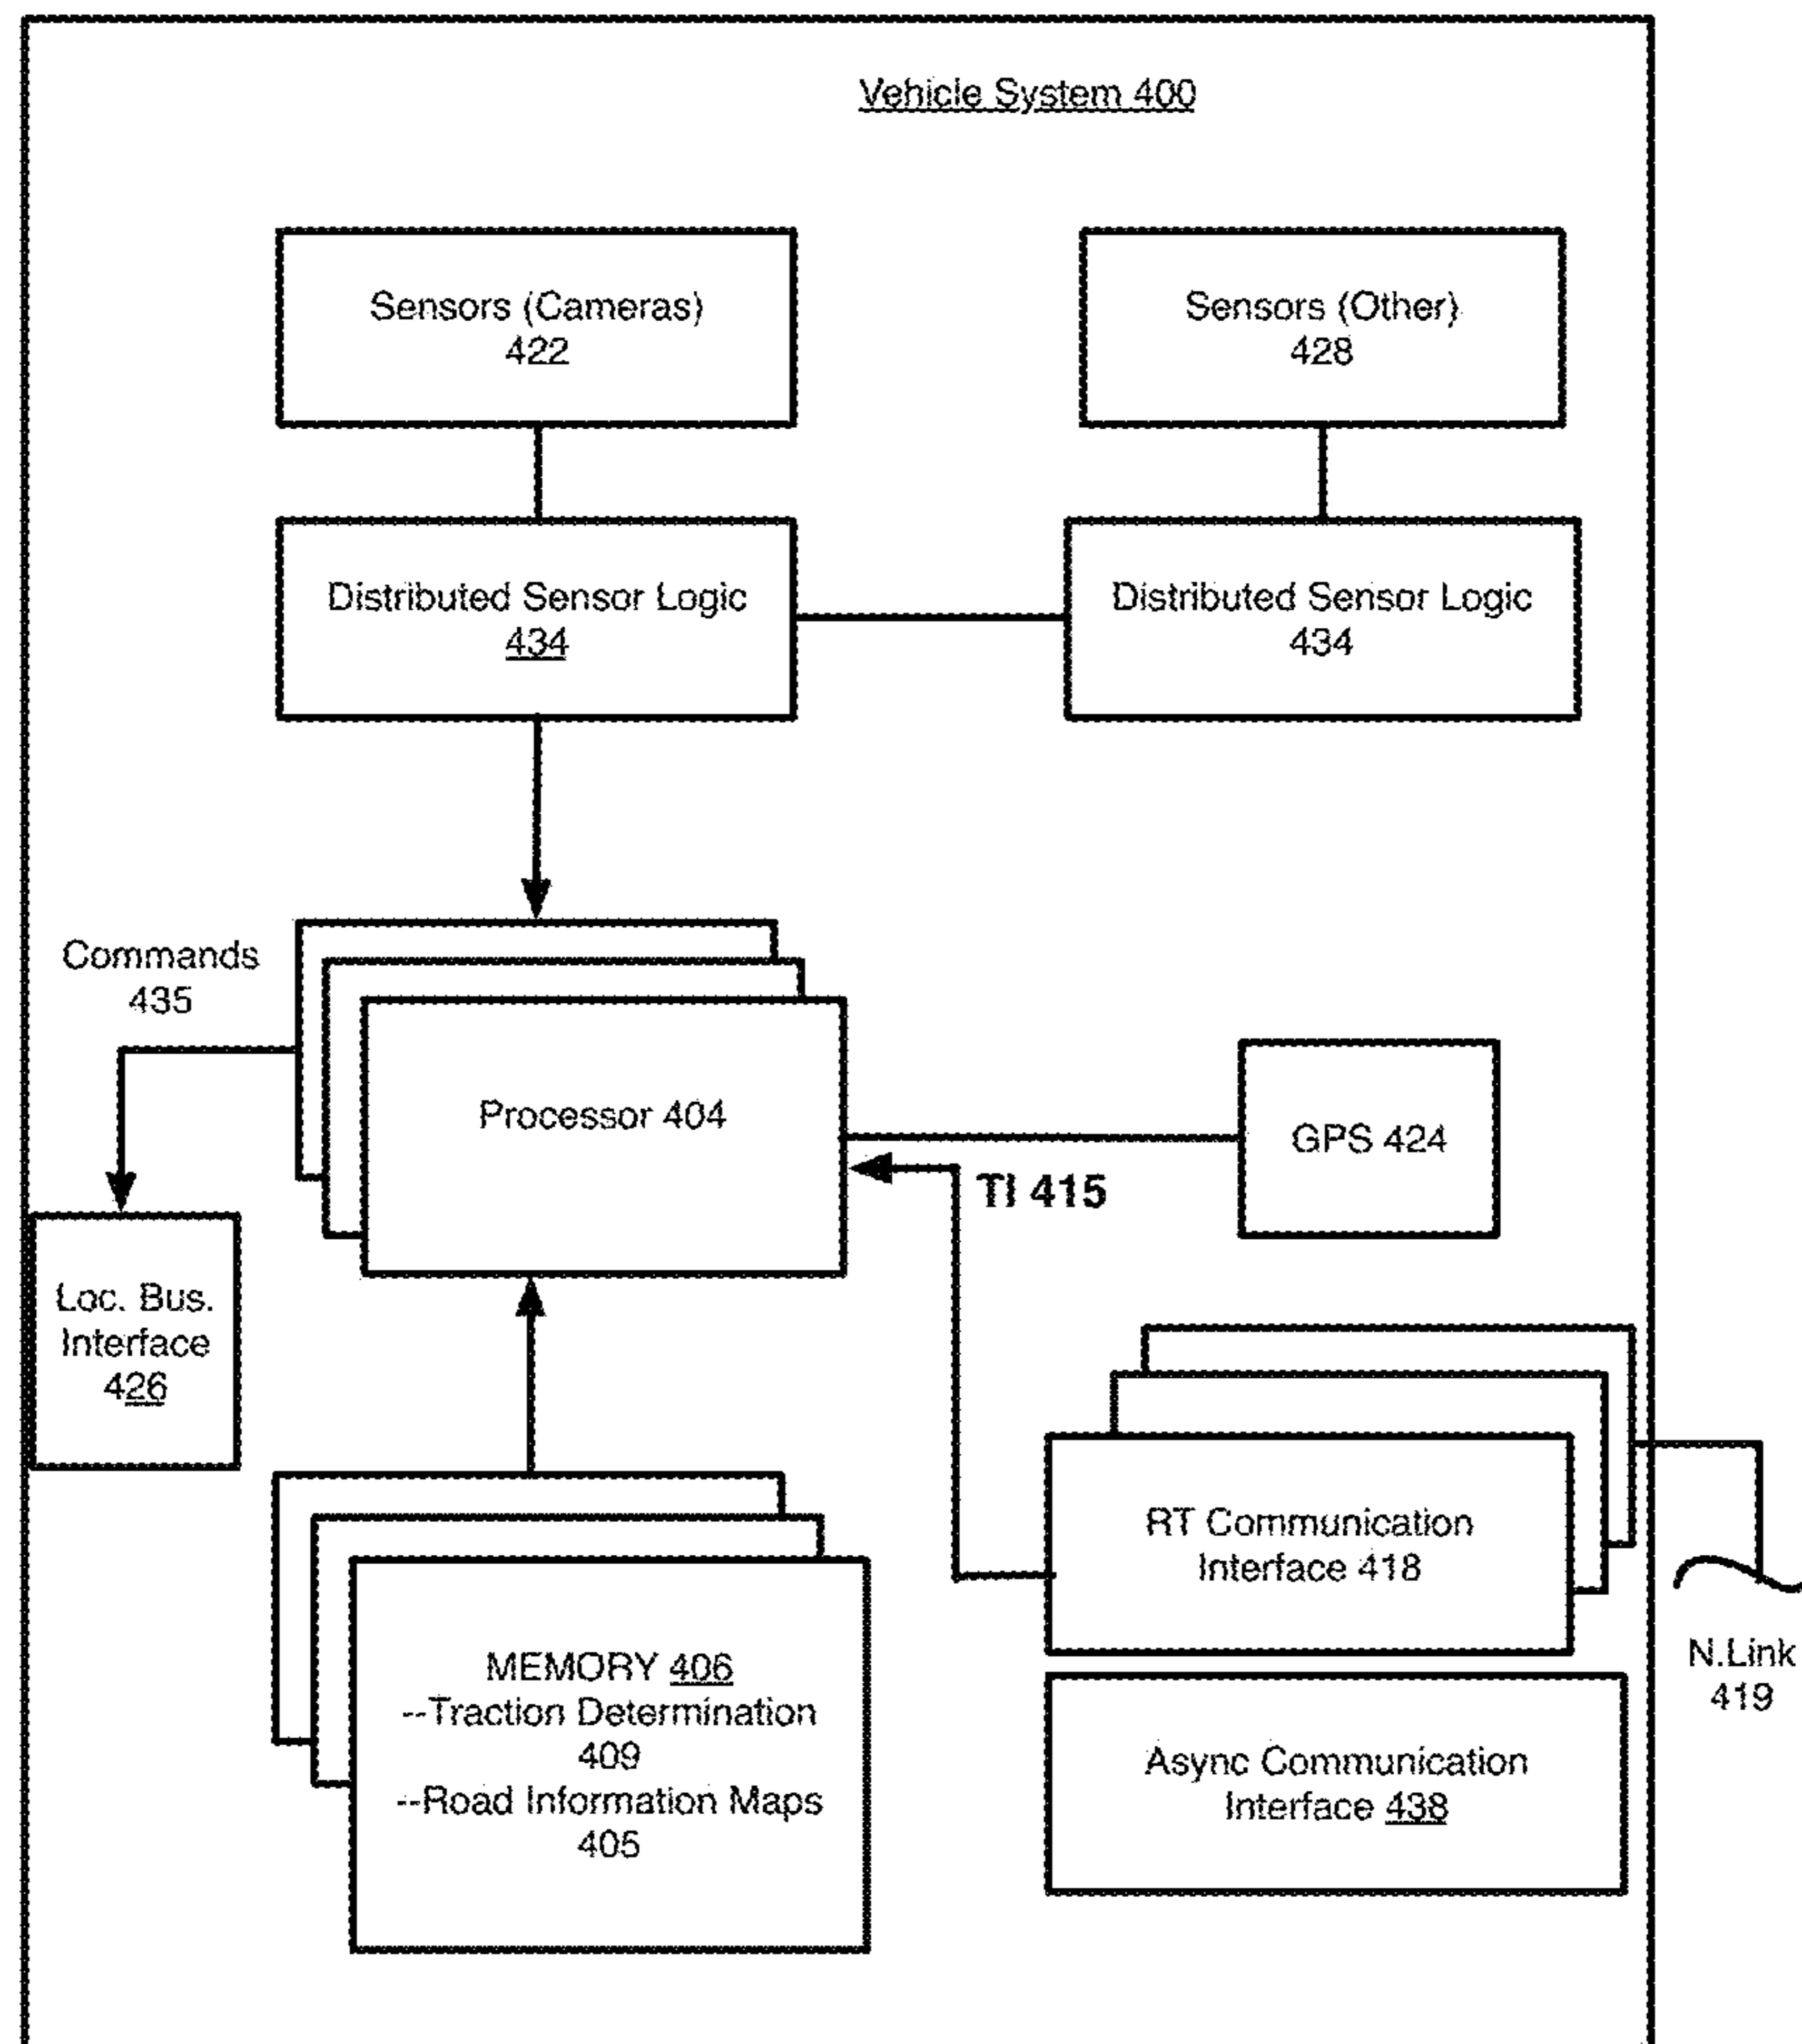 Vehicle System 400
Sensors (Cameras)
422
Sensors (Other)
428
Distributed Sensor Logic
434
Distributed Sensor Logic
434
Commands
435
Processor 404
GPS 424
TI 415
Loc. Bus.
Interface
426
RT Communication
Interface 418
N.Link
419
MEMORY 406
--Traction Determination
409
--Road Information Maps
405
Async Communication
Interface 438